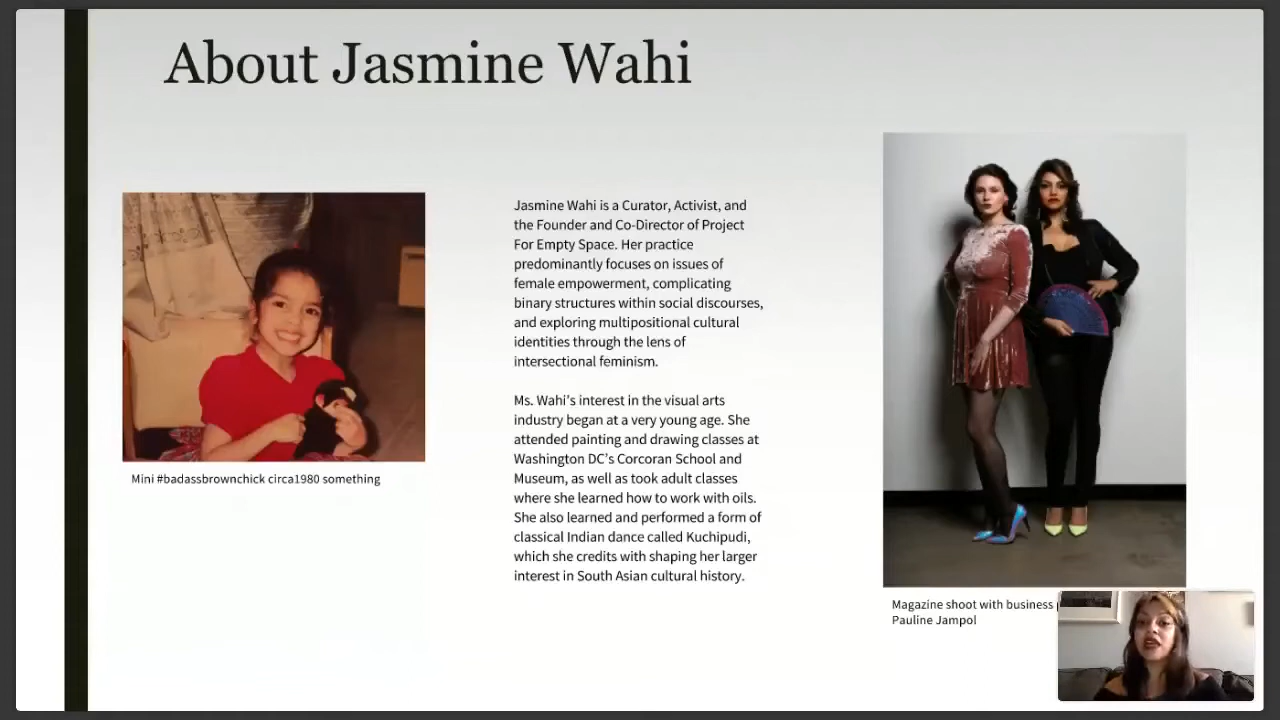 About Jasmine Wahi
Jasmine Wahi is a Curator, Activist, and
the Founder and Co-Director of Project
For Empty Space. Her practice
predominantly focuses on issues of
female empowerment, complicating
binary structures within social discourses,
and exploring multipositional cultural
identities through the lens of
intersectional feminism.
Ms. Wahi’s interest in the visual arts
industry began at a very young age. She
attended painting and drawing classes at
Washington DC’s Corcoran School and
Museum, as well as took adult classes
where she learned how to work with oils.
She also learned and performed a form of
classical Indian dance called Kuchipudi,
which she credits with shaping her larger
interest in South Asian cultural history.
Mini #badassbrownchick circa1980 something
Magazine shoot with business
Pauline Jampol